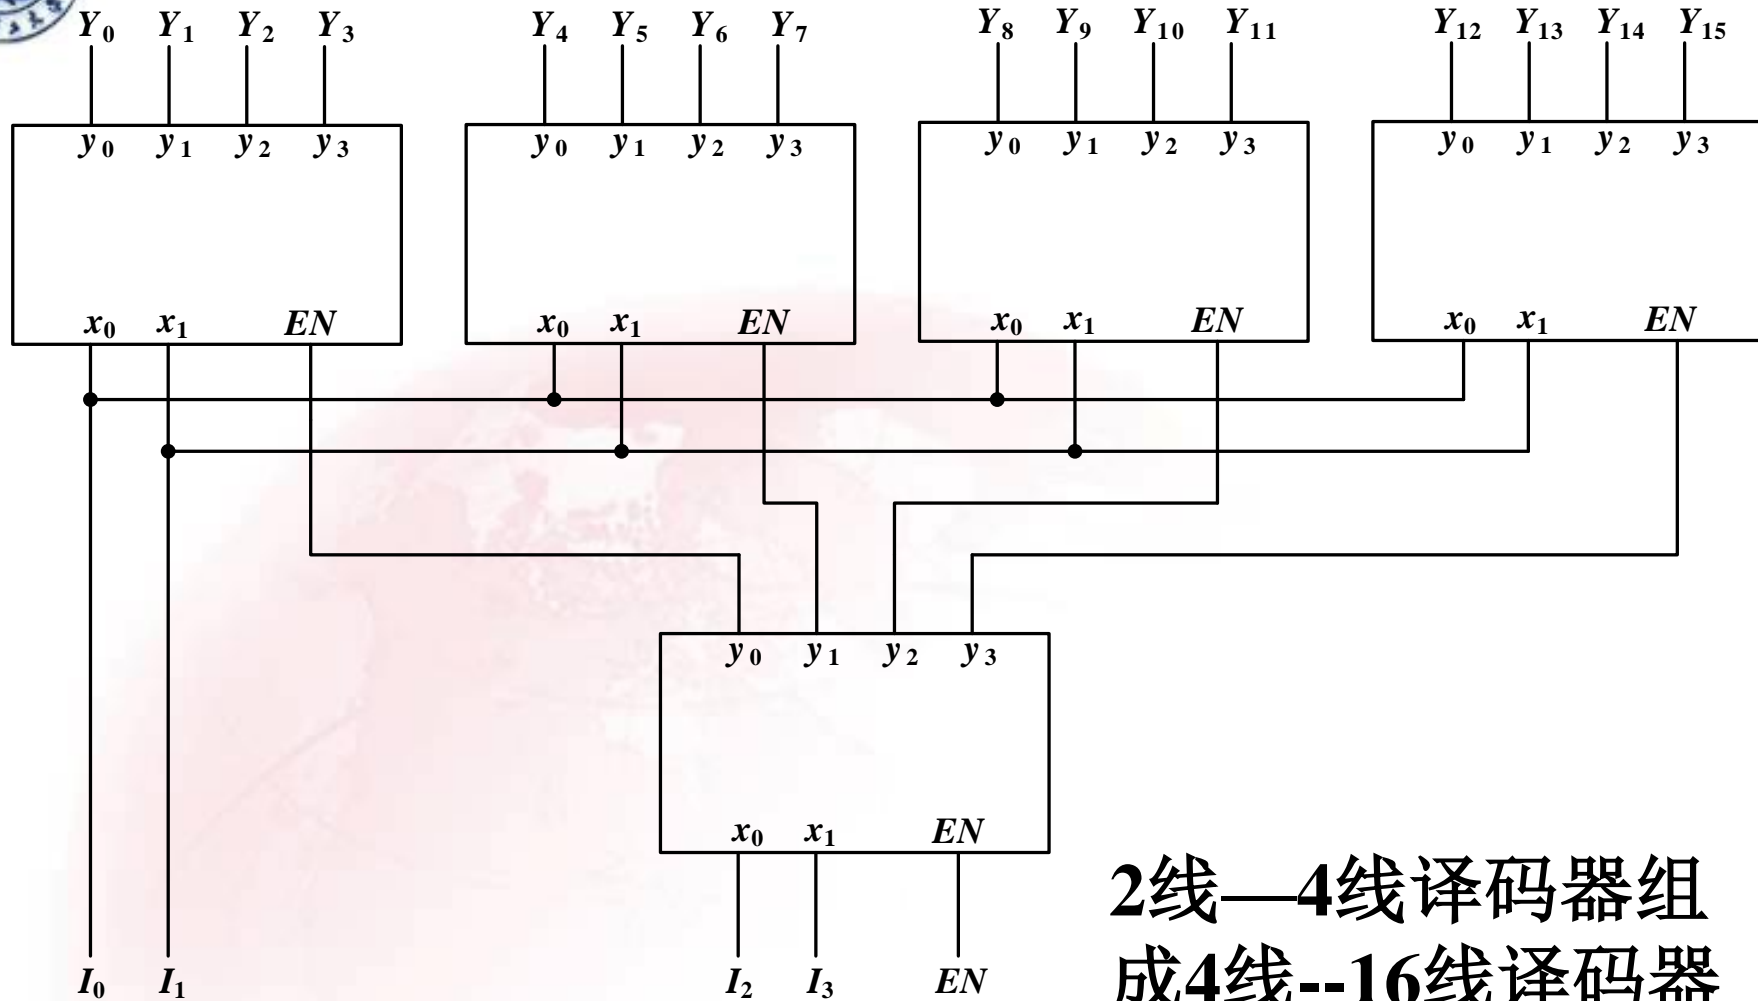 Y0 Y1 Y2 Y3 Y4 Y5 Y6 Y7 Y8 Y9 Y10 Y11 Y12 Y13 Y14 Y15
y0 y1 y2 y3 y0 y1 y2 y3 y0 y1 y2 y3 y0 y1 y2 y3
x0 x1 EN x0 x1 EN x0 x1 EN x0 x1 EN
y0 y1 y2 y3
x0 x1 EN
I0 I1 I2 I3 EN
2线—4线译码器组
成4线--16线译码器